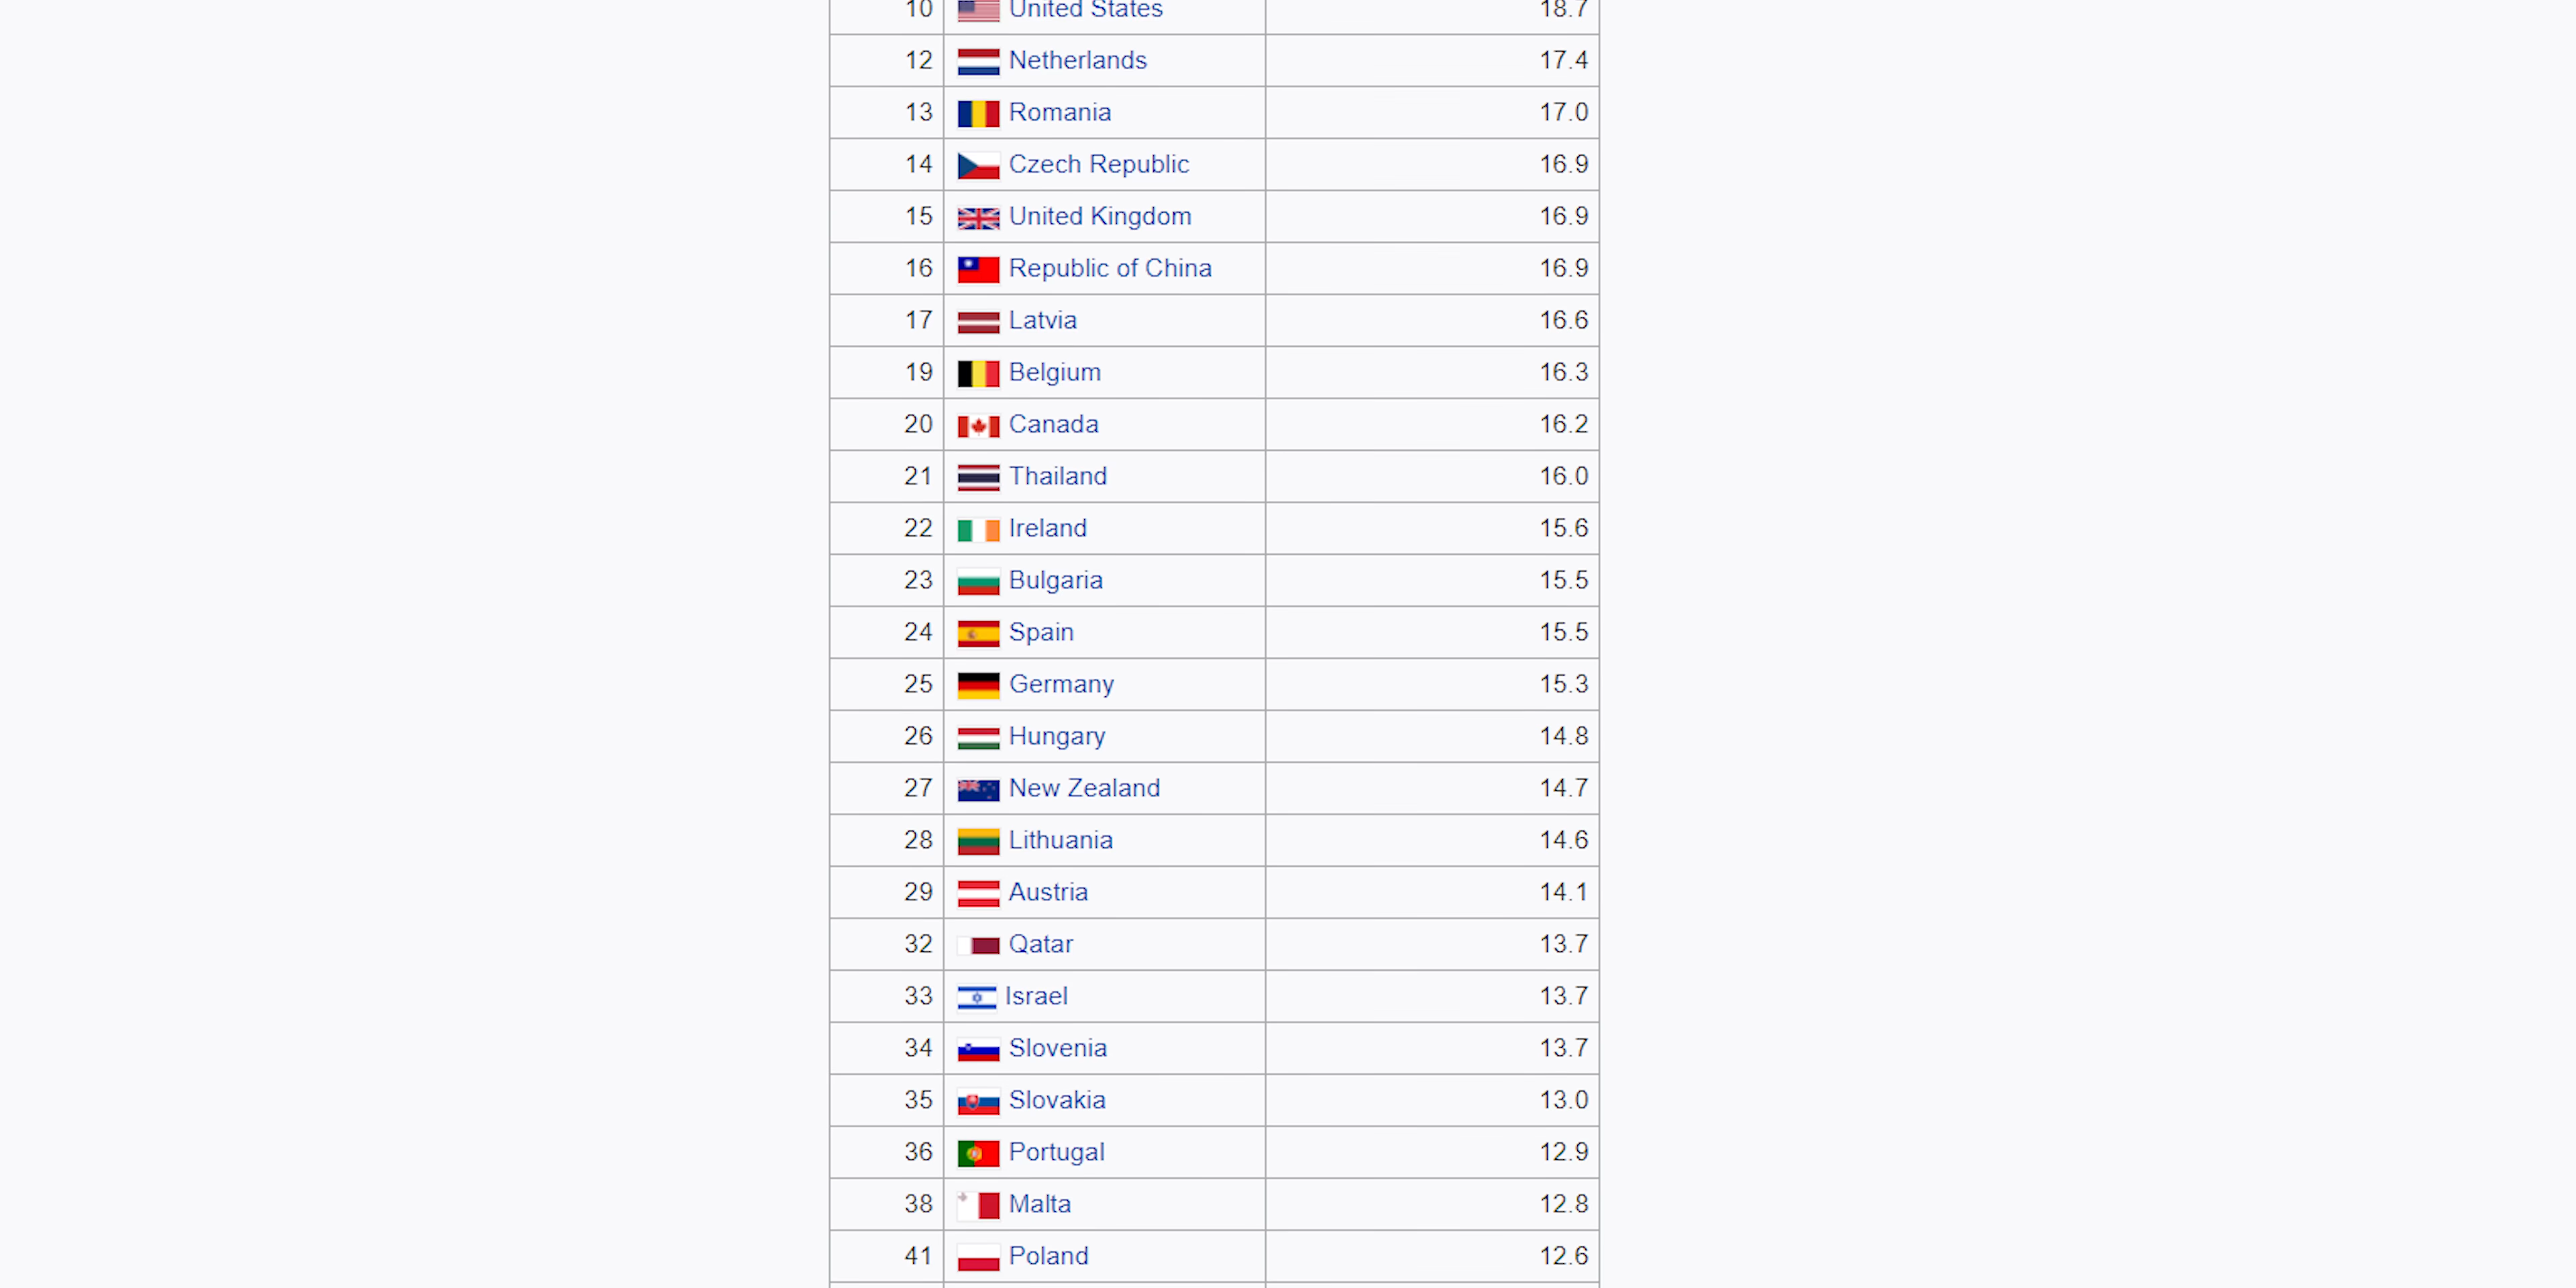 10 United States 18.7
12 Netherlands 17.4
13 Romania 17.0
14 Czech Republic 16.9
15 United Kingdom 16.9
16 Republic of China 16.9
17 Latvia 16.6
19 Belgium 16.3
20 Canada 16.2
21 Thailand 16.0
22 Ireland 15.6
23 Bulgaria 15.5
24 Spain 15.5
25 Germany 15.3
26 Hungary 14.8
27 New Zealand 14.7
28 Lithuania 14.6
29 Austria 14.1
32 Qatar 13.7
33 Israel 13.7
34 Slovenia 13.7
35 Slovakia 13.0
36 Portugal 12.9
38 Malta 12.8
41 Poland 12.6